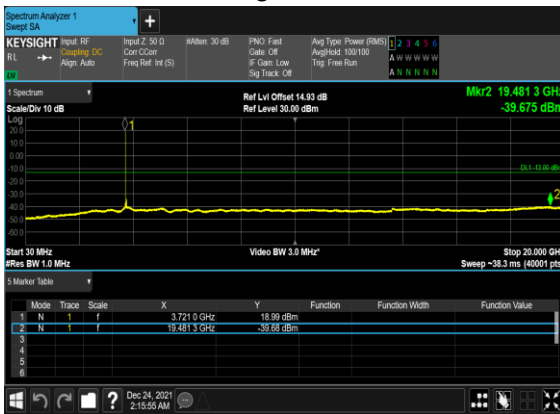 Spectrum Analyzer 1
Swept SA
KEYSIGHT Input: RF Input Z: 50 Ω #Atten: 30 dB PNO: Fast Avg Type: Power (RMS) 1 2 3 4 5 6
RL Coupling: DC Corr CCorr Gate: Off Avg|Hold: 100/100 A W W W W W
Align: Auto Freq Ref: Int (S) IF Gain: Low Trig: Free Run
Sig Track: Off A N N N N N
1 Spectrum Ref Lvl Offset 14.93 dB Mkr2 19.481 3 GHz
Scale/Div 10 dB Ref Level 30.00 dBm -39.675 dBm
Log
20.0
10.0
0.00
-10.0
-20.0
-30.0
-40.0
-50.0
-60.0
1
DL1 -13.00 dBm
2
Start 30 MHz Video BW 3.0 MHz* Stop 20.000 GHz
#Res BW 1.0 MHz Sweep ~38.3 ms (40001 pts)
5 Marker Table
Mode Trace Scale X Y Function Function Width Function Value
1 N 1 f 3.721 0 GHz 18.99 dBm
2 N 1 f 19.481 3 GHz -39.68 dBm
3
4
5
6
? Dec 24, 2021
2:15:55 AM